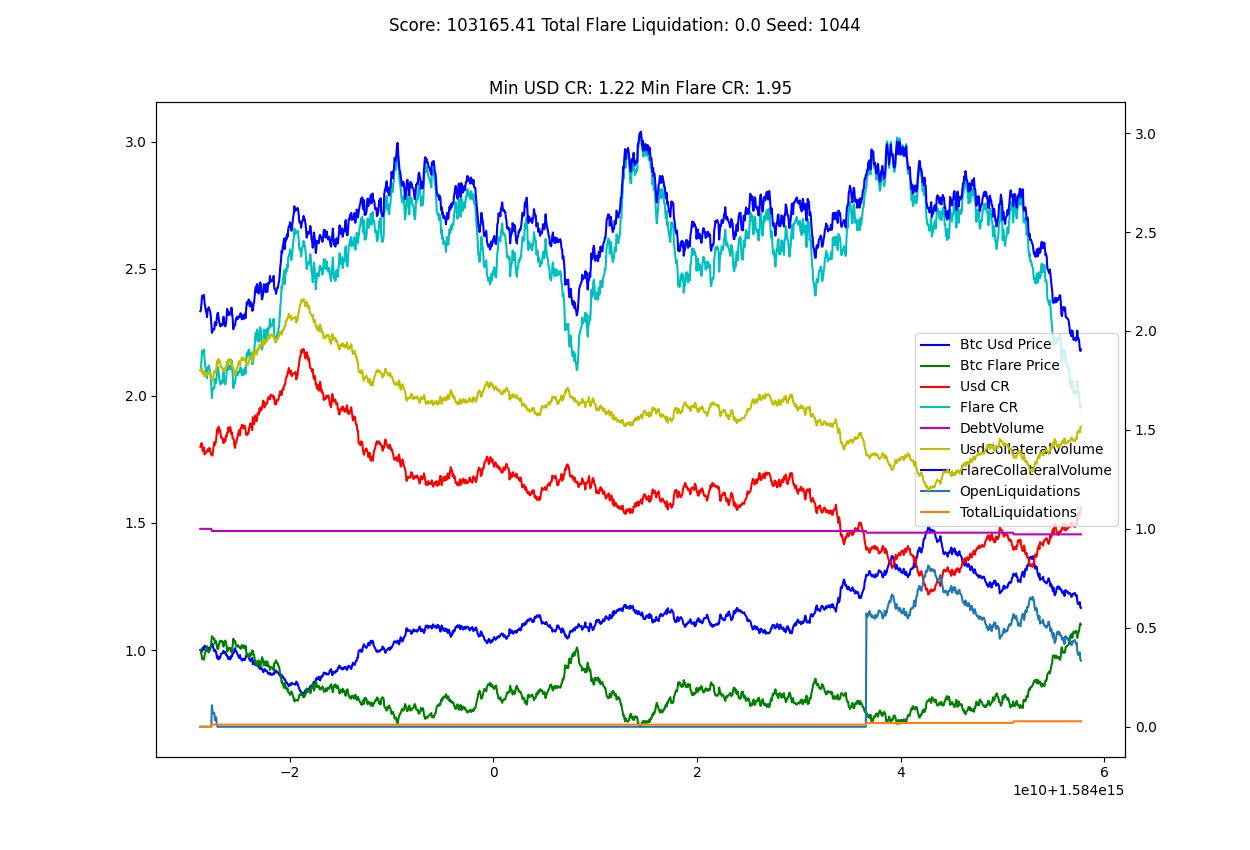 Score: 103165.41 Total Flare Liquidation: 0.0 Seed: 1044
Min USD CR: 1.22 Min Flare CR: 1.95
3.0
2.5
2.0
1.5
1.0
3.0
2.5
2.0
1.5
1.0
0.5
0.0
Btc Usd Price
Btc Flare Price
Usd CR
Flare CR
DebtVolume
UsdCollateralVolume
FlareCollateralVolume
OpenLiquidations
TotalLiquidations
−2
0
2
4
6
1e10+1.584e15